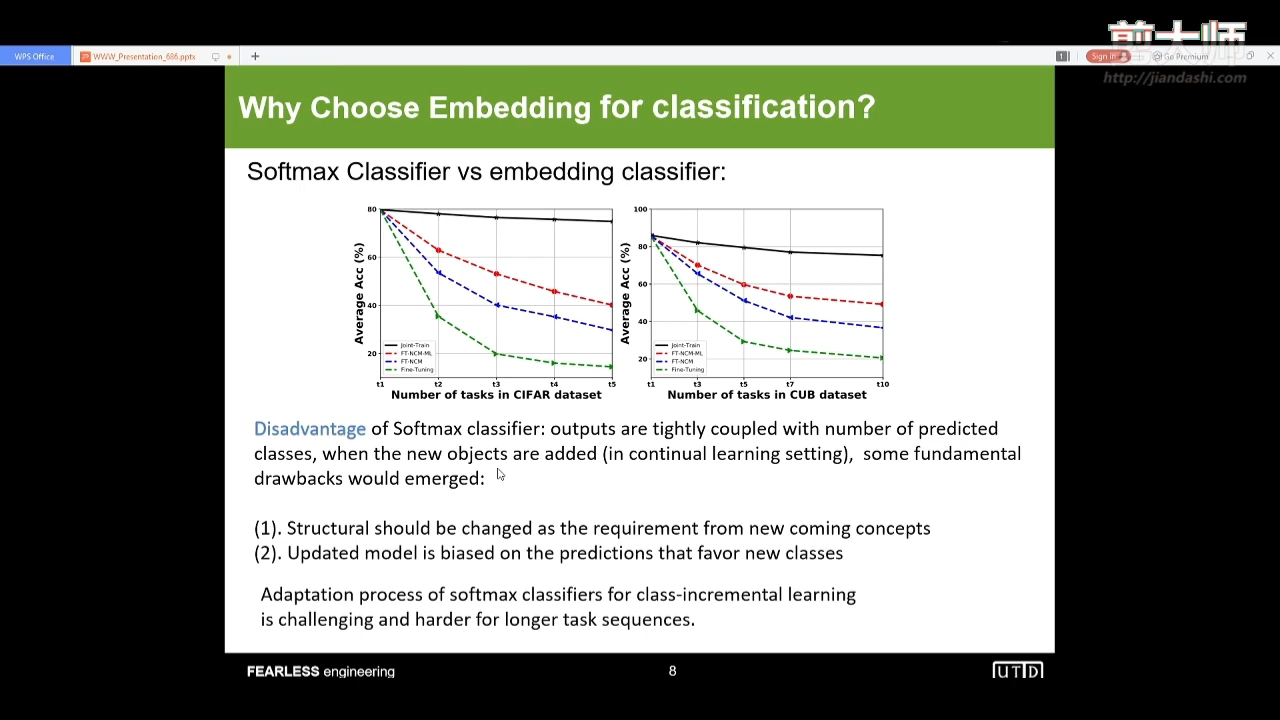 剪大师
http://jiandashi.com
WPS Office
WWW_Presentation_686.pptx
+
1
Sign in
Go Premium
Why Choose Embedding for classification?
Softmax Classifier vs embedding classifier:
80
60
40
20
Average Acc (%)
Joint-Train
FT-NCM-ML
FT-NCM
Fine-Tuning
t1 t2 t3 t4 t5
Number of tasks in CIFAR dataset
100
80
60
40
20
Average Acc (%)
Joint-Train
FT-NCM-ML
FT-NCM
Fine-Tuning
t1 t3 t5 t7 t10
Number of tasks in CUB dataset
Disadvantage of Softmax classifier: outputs are tightly coupled with number of predicted
classes, when the new objects are added (in continual learning setting), some fundamental
drawbacks would emerged:
(1). Structural should be changed as the requirement from new coming concepts
(2). Updated model is biased on the predictions that favor new classes
Adaptation process of softmax classifiers for class-incremental learning
is challenging and harder for longer task sequences.
FEARLESS engineering
8
UTD